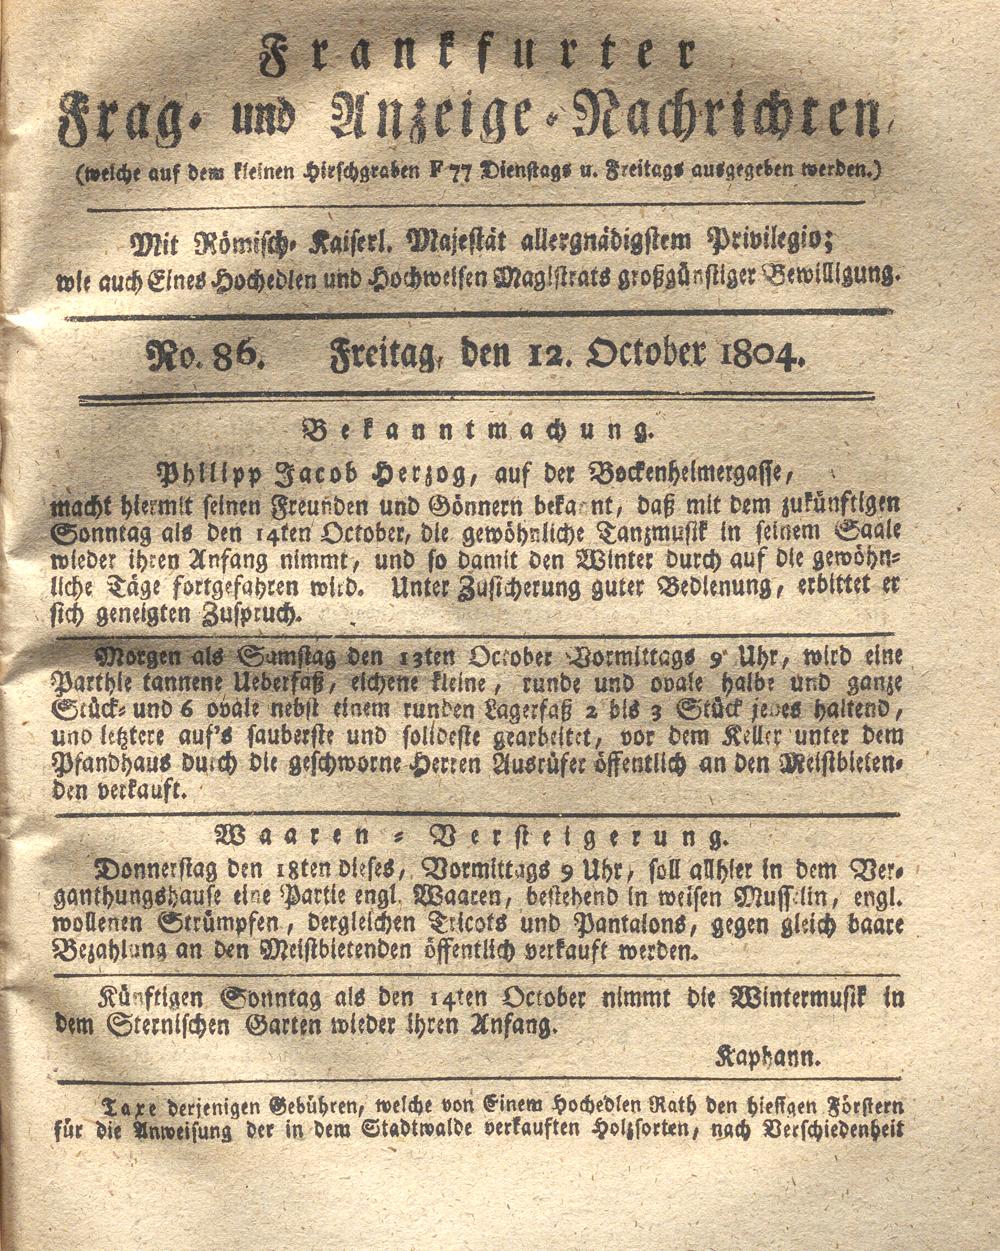 Frankfurter
Frag- und Anzeige-Nachrichten,
(welche auf dem kleinen Hirschgraben F 77 Dienstags u. Freitags ausgegeben werden.)
Mit Römisch-Kaiserl. Majestät allergnädigstem Privilegio;
wie auch Eines Hochedlen und Hochweisen Magistrats großgünstiger Bewilligung.
No. 86. Freitag, den 12. October 1804.
Bekanntmachung.
Philipp Jacob Herzog, auf der Bockenheimergasse,
macht hiermit seinen Freunden und Gönnern bekannt, daß mit dem zukünftigen
Sonntag als den 14ten October, die gewöhnliche Tanzmusik in seinem Saale
wieder ihren Anfang nimmt, und so damit den Winter durch auf die gewöhn-
liche Täge fortgefahren wird. Unter Zusicherung guter Bedienung, erbittet er
sich geneigten Zuspruch.
Morgen als Samstag den 13ten October Vormittags 9 Uhr, wird eine
Parthie tannene Ueberfaß, eichene kleine, runde und ovale halbe und ganze
Stück- und 6 ovale nebst einem runden Lagerfaß 2 bis 3 Stück jedes haltend,
und letztere auf's sauberste und solideste gearbeitet, vor dem Keller unter dem
Pfandhaus durch die geschworne Herren Ausrüfer öffentlich an den Meistbieten-
den verkauft.
Waaren-Versteigerung.
Donnerstag den 18ten dieses, Vormittags 9 Uhr, soll allhier in dem Ver-
ganthungshause eine Partie engl. Waaren, bestehend in weisen Musselin, engl.
wollenen Strümpfen, dergleichen Tricots und Pantalons, gegen gleich baare
Bezahlung an den Meistbietenden öffentlich verkauft werden.
Künftigen Sonntag als den 14ten October nimmt die Wintermusik in
dem Sternischen Garten wieder ihren Anfang.
Kaphann.
Taxe derjenigen Gebühren, welche von Einem Hochedlen Rath den hiesigen Förstern
für die Anweisung der in dem Stadtwalde verkauften Holzsorten, nach Verschiedenheit